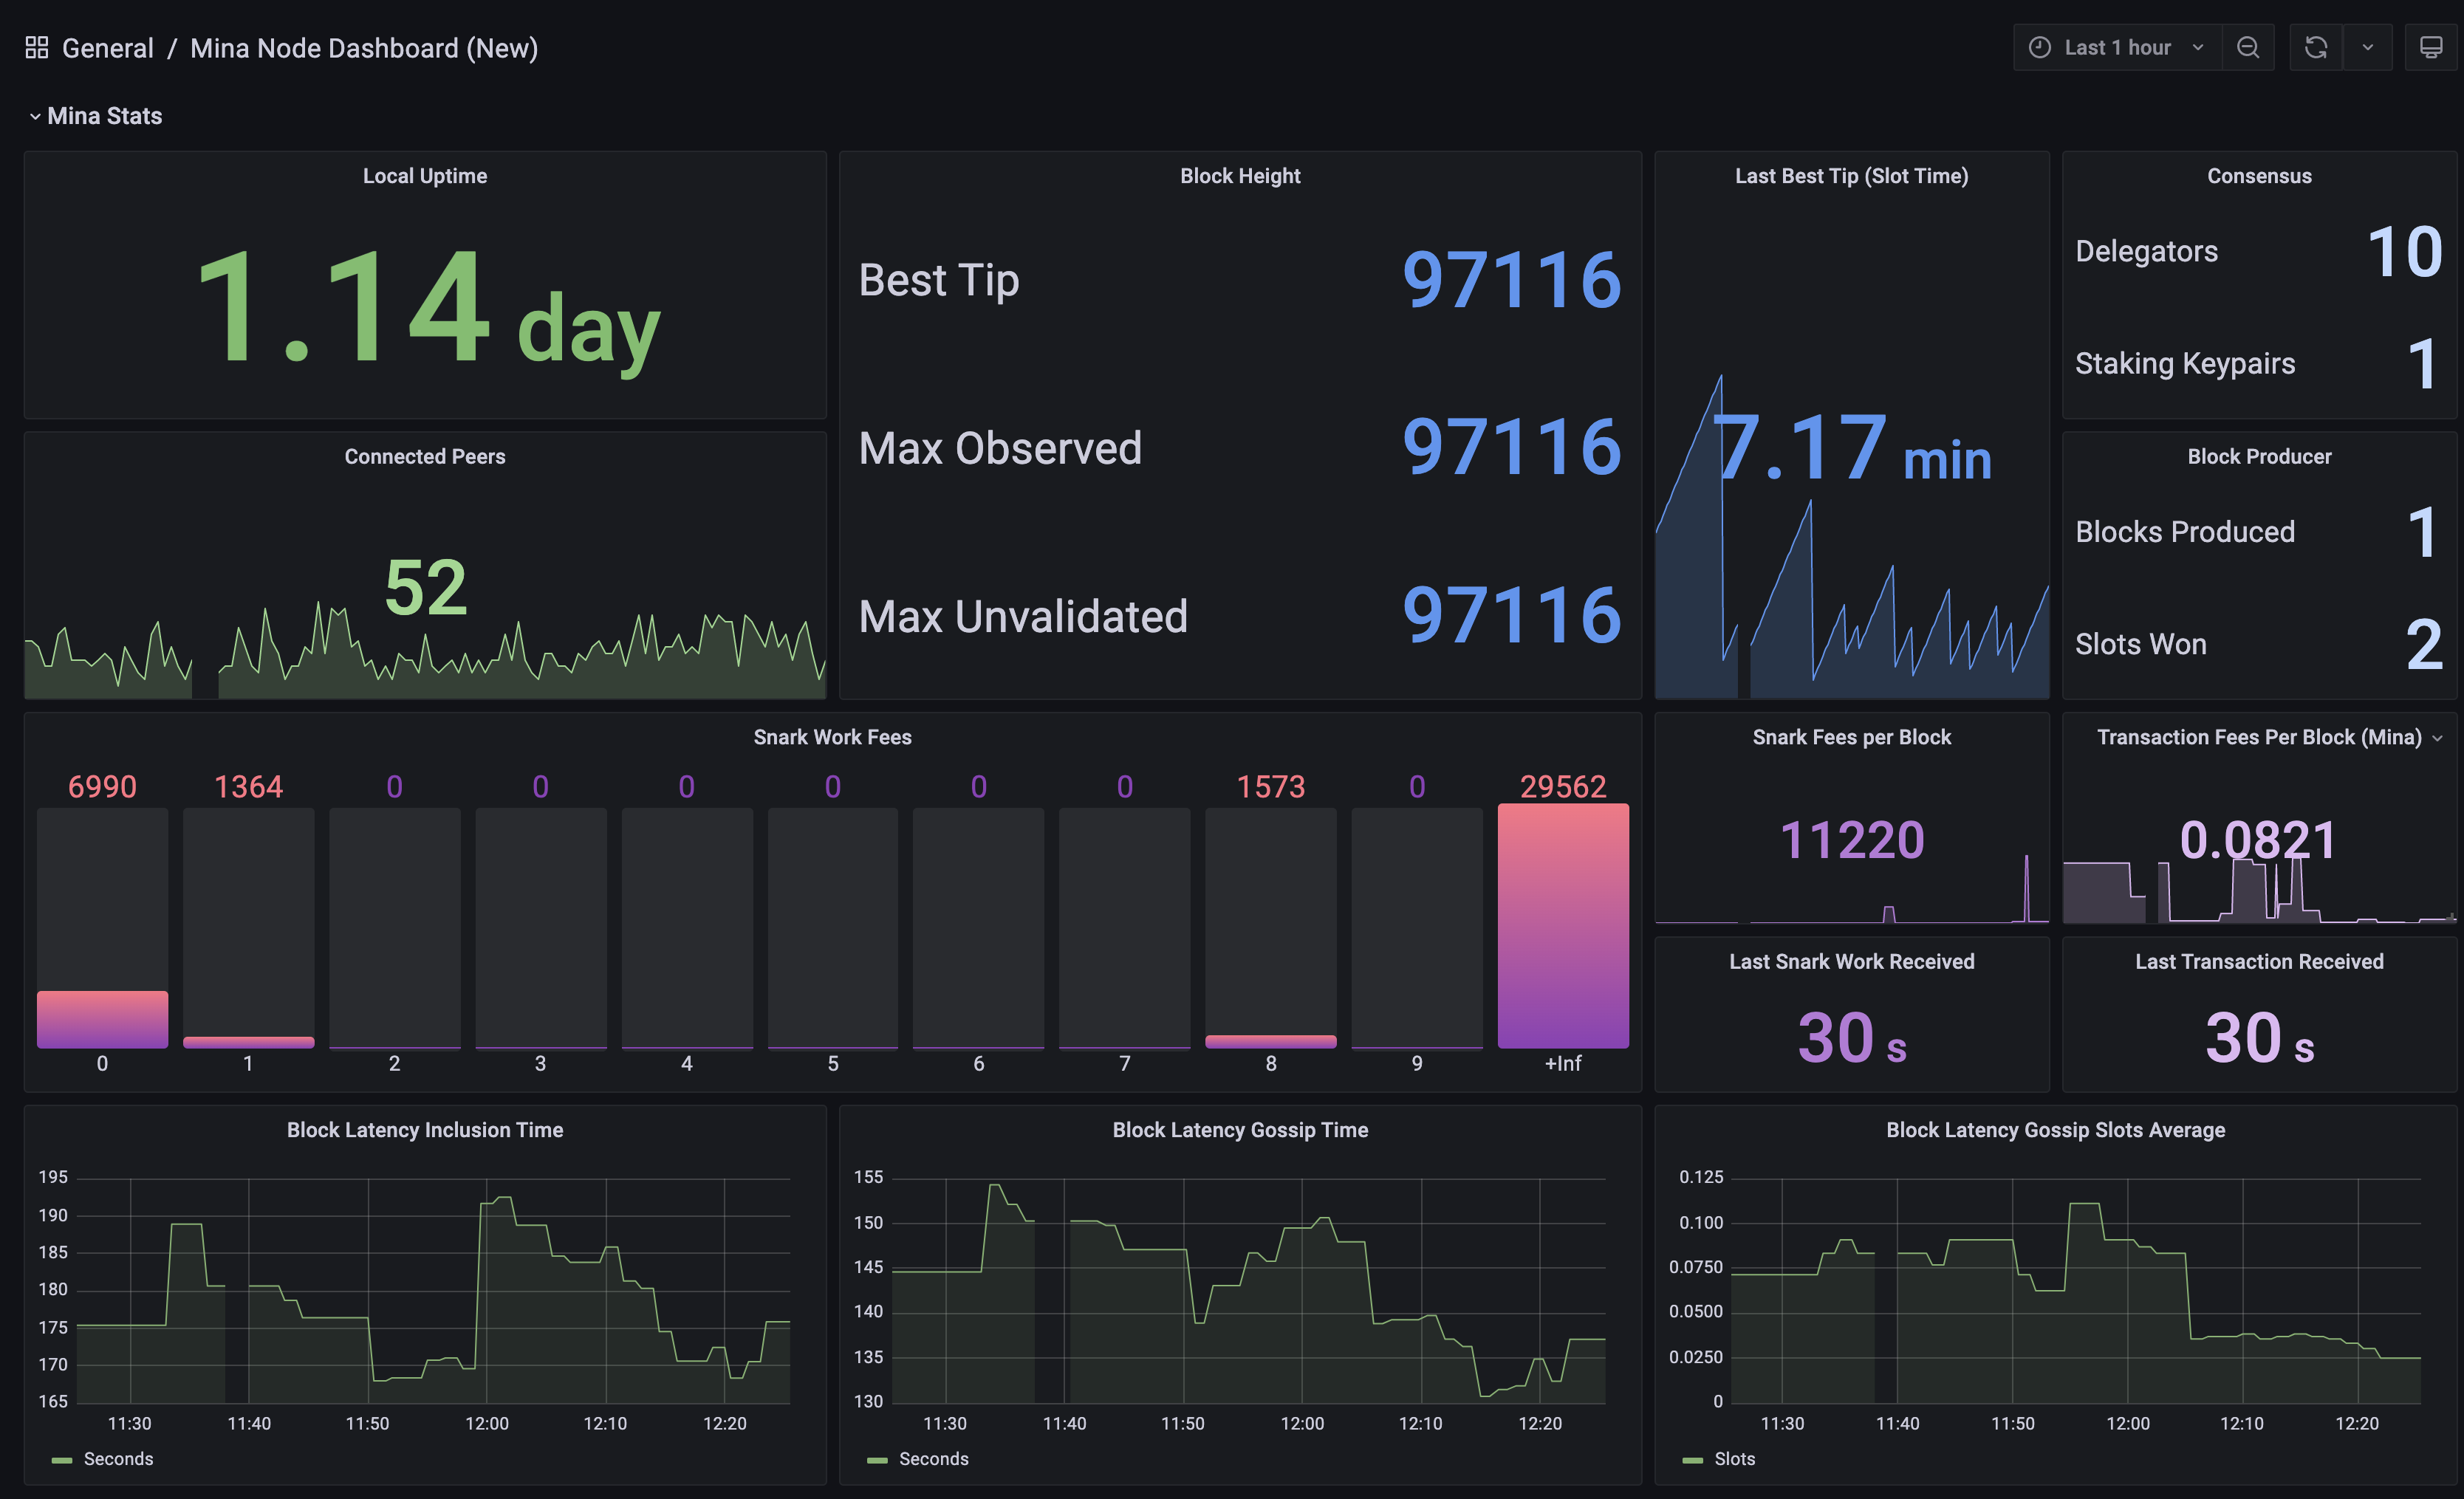 General / Mina Node Dashboard (New)
Last 1 hour
Mina Stats
Local Uptime
1.14 day
Connected Peers
52
Block Height
Best Tip 97116
Max Observed 97116
Max Unvalidated 97116
Last Best Tip (Slot Time)
7.17 min
Consensus
Delegators 10
Staking Keypairs 1
Block Producer
Blocks Produced 1
Slots Won 2
Snark Work Fees
6990 1364 0 0 0 0 0 0 1573 0 29562
0 1 2 3 4 5 6 7 8 9 +Inf
Snark Fees per Block
11220
Transaction Fees Per Block (Mina)
0.0821
Last Snark Work Received
30 s
Last Transaction Received
30 s
Block Latency Inclusion Time
195
190
185
180
175
170
165
11:30 11:40 11:50 12:00 12:10 12:20
Seconds
Block Latency Gossip Time
155
150
145
140
135
130
11:30 11:40 11:50 12:00 12:10 12:20
Seconds
Block Latency Gossip Slots Average
0.125
0.100
0.0750
0.0500
0.0250
0
11:30 11:40 11:50 12:00 12:10 12:20
Slots